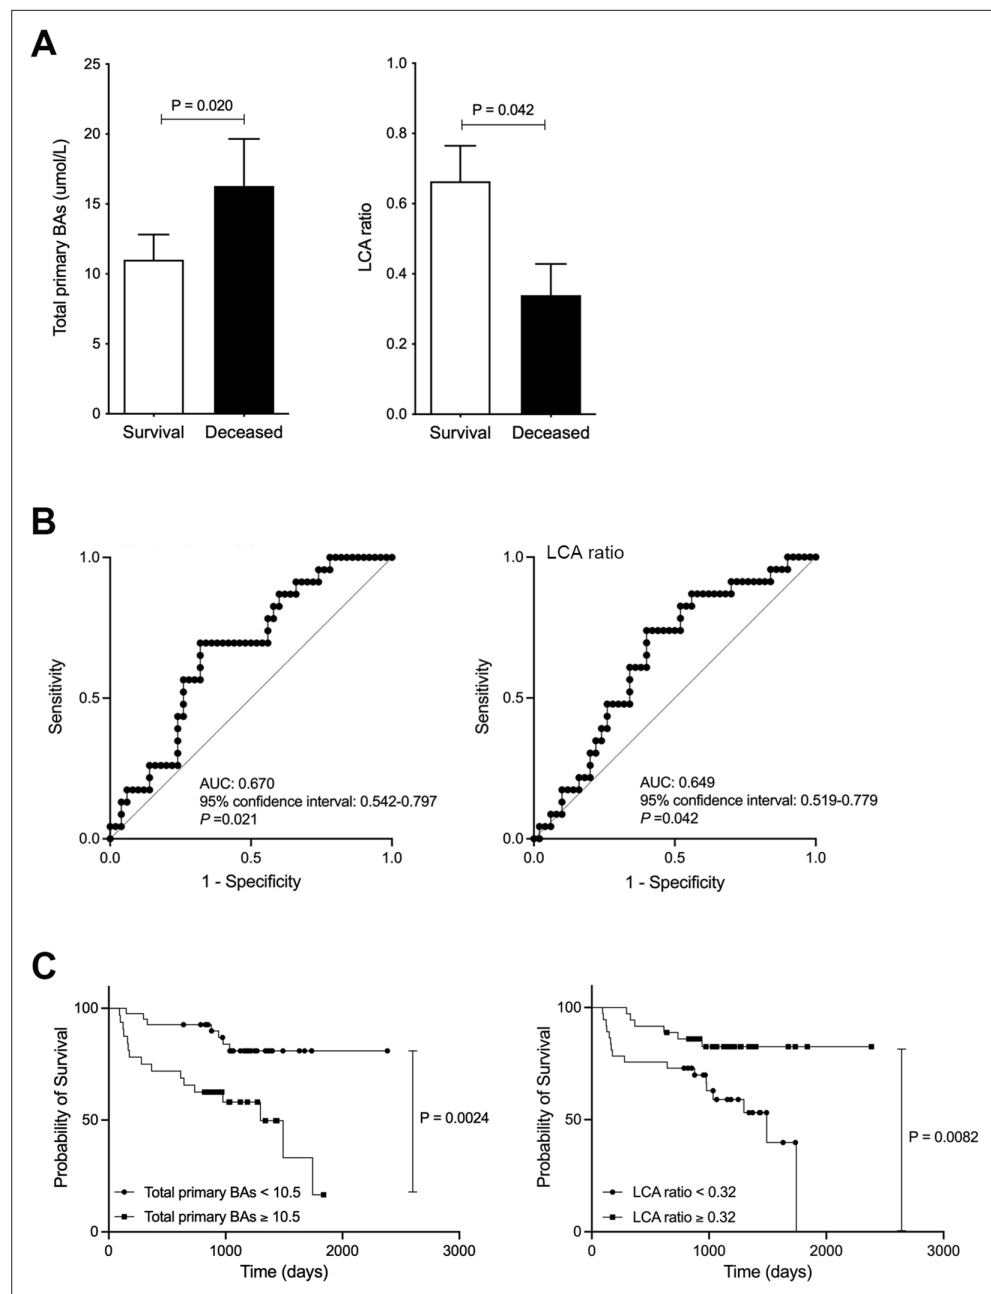 A
25
20
15
10
5
0
Total primary BAs (umol/L)
P = 0.020
Survival
Deceased
1.0
0.8
0.6
0.4
0.2
0.0
LCA ratio
P = 0.042
Survival
Deceased
B
1.0
0.5
0.0
Sensitivity
AUC: 0.670
95% confidence interval: 0.542-0.797
P =0.021
0.0
0.5
1.0
1 - Specificity
LCA ratio
1.0
0.5
0.0
Sensitivity
AUC: 0.649
95% confidence interval: 0.519-0.779
P =0.042
0.0
0.5
1.0
1 - Specificity
C
100
50
0
Probability of Survival
P = 0.0024
Total primary BAs < 10.5
Total primary BAs ≥ 10.5
0
1000
2000
3000
Time (days)
100
50
0
Probability of Survival
P = 0.0082
LCA ratio < 0.32
LCA ratio ≥ 0.32
0
1000
2000
3000
Time (days)